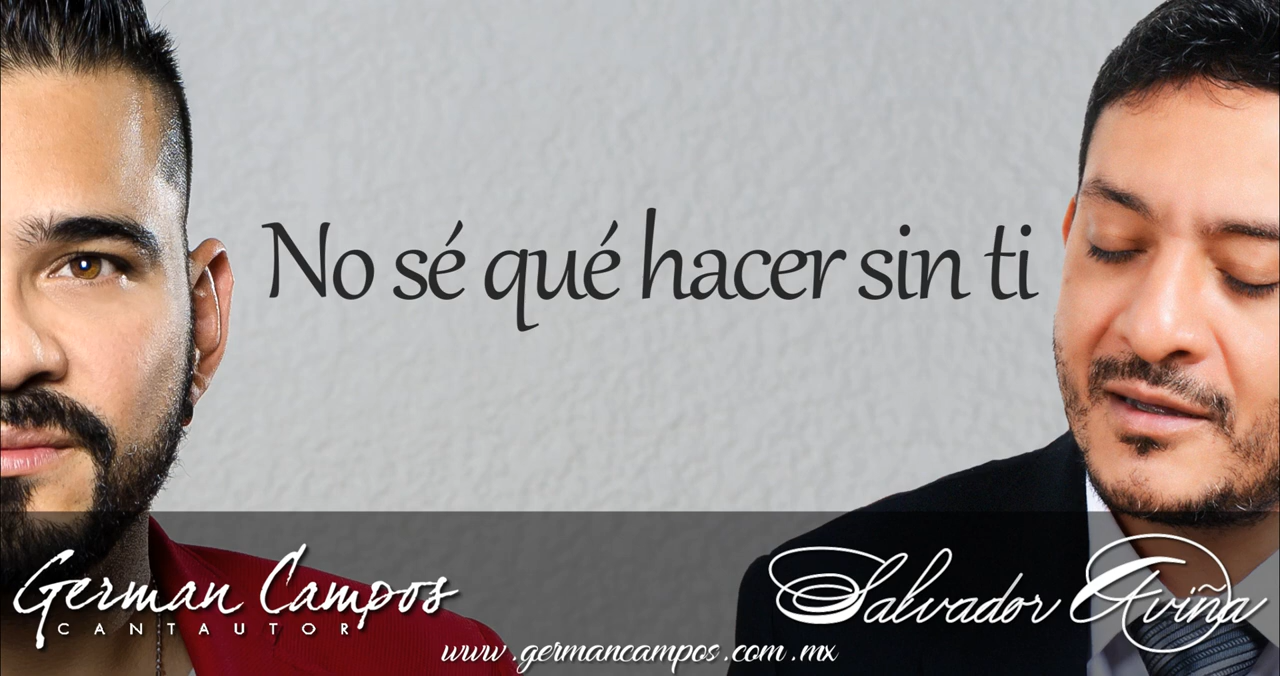 No sé qué hacer sin ti
German Campos
CANTAUTOR
Salvador Aviña
www.germancampos.com.mx